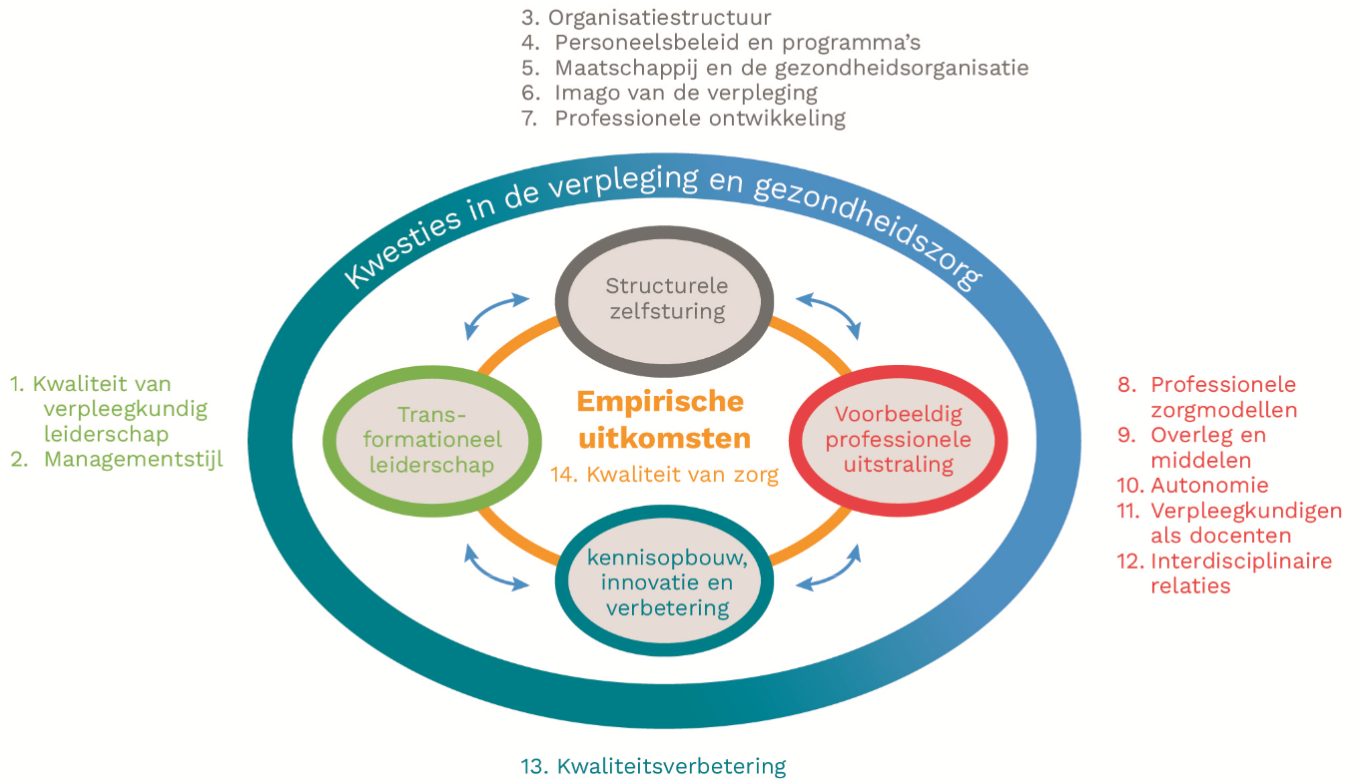 3. Organisatiestructuur
4. Personeelsbeleid en programma's
5. Maatschappij en de gezondheidsorganisatie
6. Imago van de verpleging
7. Professionele ontwikkeling
Kwesties in de verpleging en gezondheidszorg
Structurele
zelfsturing
1. Kwaliteit van
verpleegkundig
leiderschap
2. Managementstijl
Trans-
formationeel
leiderschap
Empirische
uitkomsten
14. Kwaliteit van zorg
Voorbeeldig
professionele
uitstraling
8. Professionele
zorgmodellen
9. Overleg en
middelen
10. Autonomie
11. Verpleegkundigen
als docenten
12. Interdisciplinaire
relaties
kennisopbouw,
innovatie en
verbetering
13. Kwaliteitsverbetering